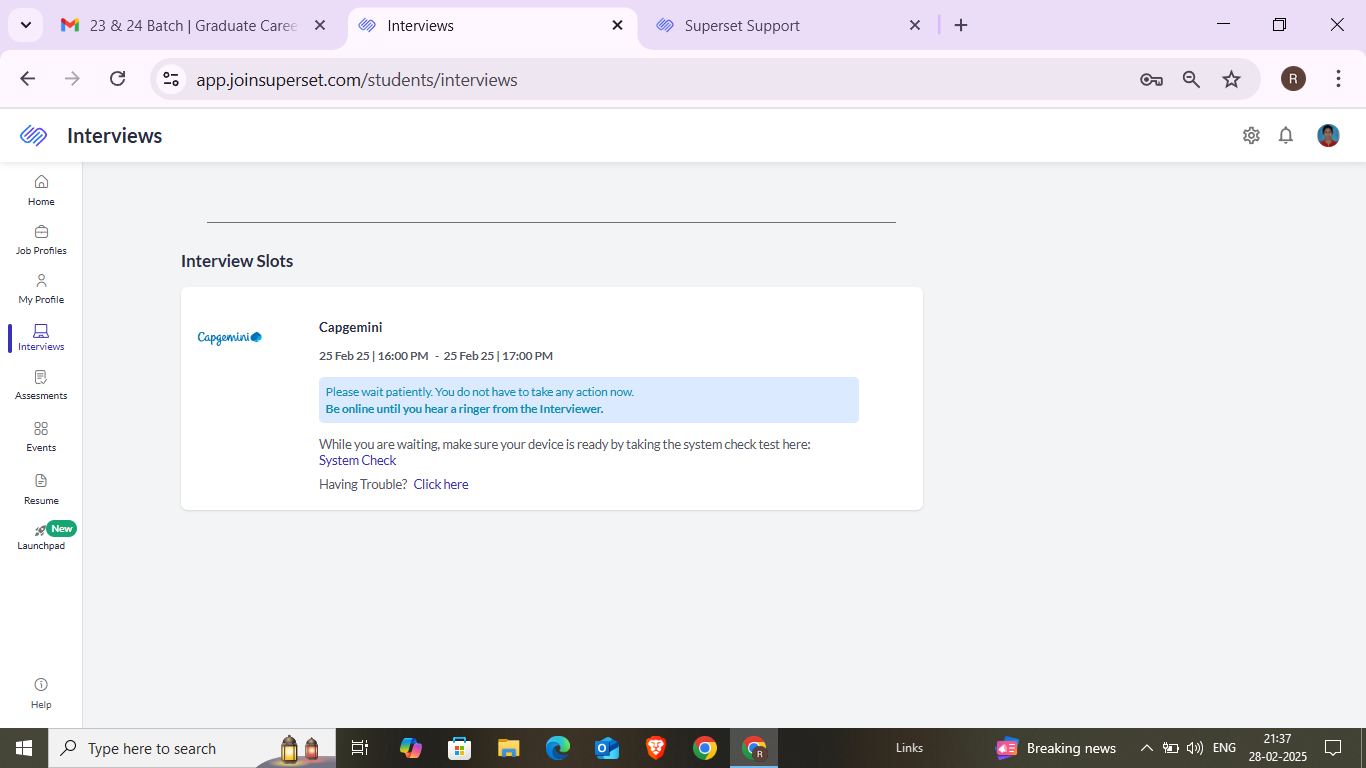 23 & 24 Batch | Graduate Caree
Interviews
Superset Support
app.joinsuperset.com/students/interviews
R
Interviews
Home
Job Profiles
My Profile
Interviews
Assesments
Events
Resume
New
Launchpad
Help
Interview Slots
Capgemini
Capgemini
25 Feb 25 | 16:00 PM - 25 Feb 25 | 17:00 PM
Please wait patiently. You do not have to take any action now.
Be online until you hear a ringer from the Interviewer.
While you are waiting, make sure your device is ready by taking the system check test here:
System Check
Having Trouble? Click here
Type here to search
R
Links
Breaking news
ENG
21:37
28-02-2025